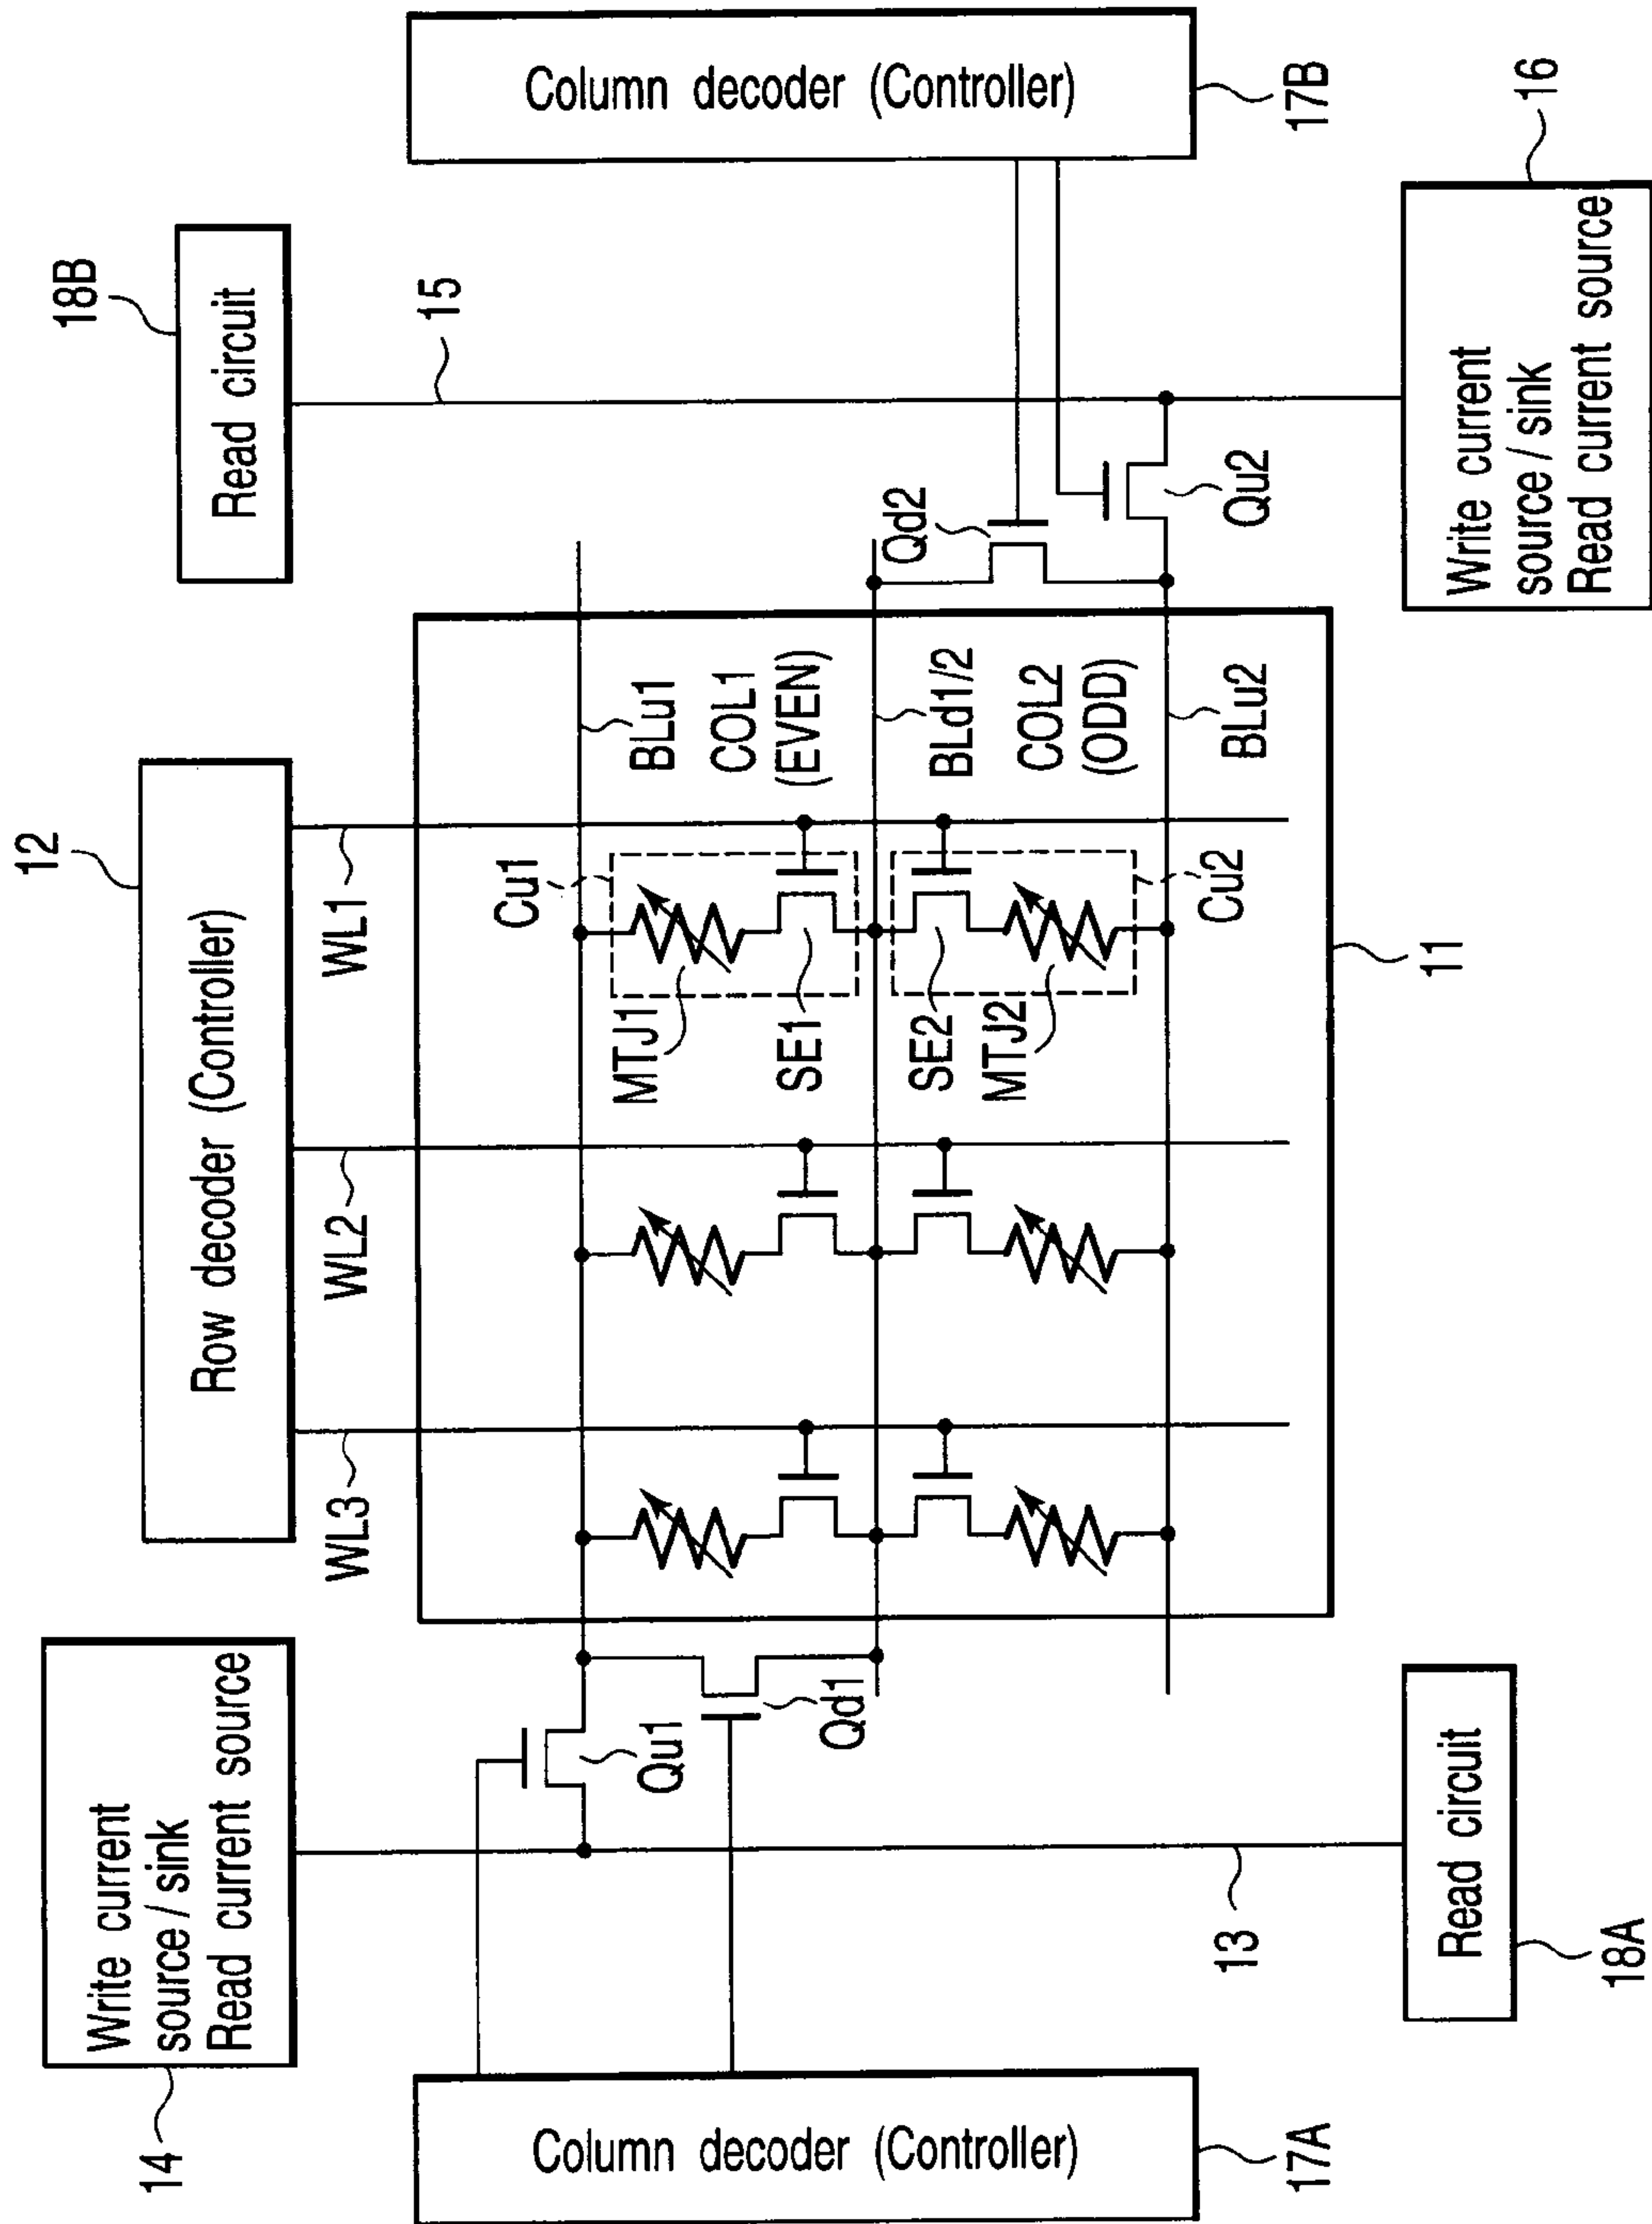 Column decoder (Controller)
17B
18B
Read circuit
15
16
Write current
source / sink
Read current source
Qd2
Qu2
12
Row decoder (Controller)
WL1
WL2
WL3
BLu1
COL1
(EVEN)
BLd1/2
COL2
(ODD)
BLu2
Cu1
MTJ1
SE1
SE2
MTJ2
Cu2
11
14
Write current
source / sink
Read current source
Qu1
Qd1
13
Read circuit
18A
Column decoder (Controller)
17A